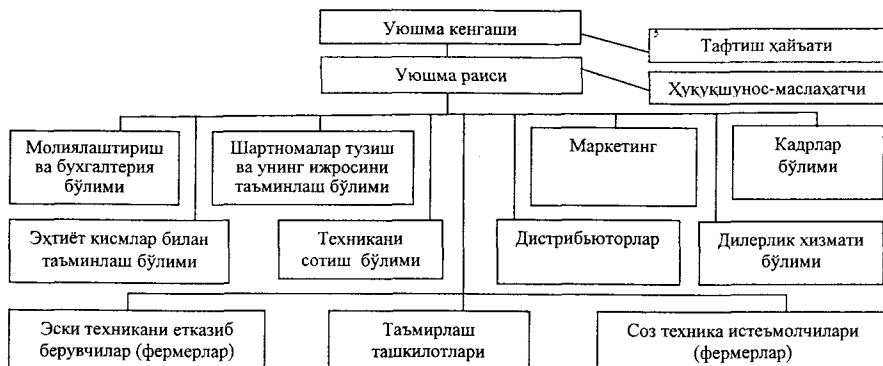 Уюшма кенгаши
Тафтиш ҳайъати
Уюшма раиси
Ҳуқуқшунос-маслаҳатчи
Молиялаштириш
ва бухгалтерия
бўлими
Шартномалар тузиш
ва унинг ижросини
таъминлаш бўлими
Маркетинг
Кадрлар
бўлими
Эҳтиёт қисмлар билан
таъминлаш бўлими
Техникани
сотиш бўлими
Дистрибьюторлар
Дилерлик хизмати
бўлими
Эски техникани етказиб
берувчилар (фермерлар)
Таъмирлаш
ташкилотлари
Соз техника истеъмолчилари
(фермерлар)